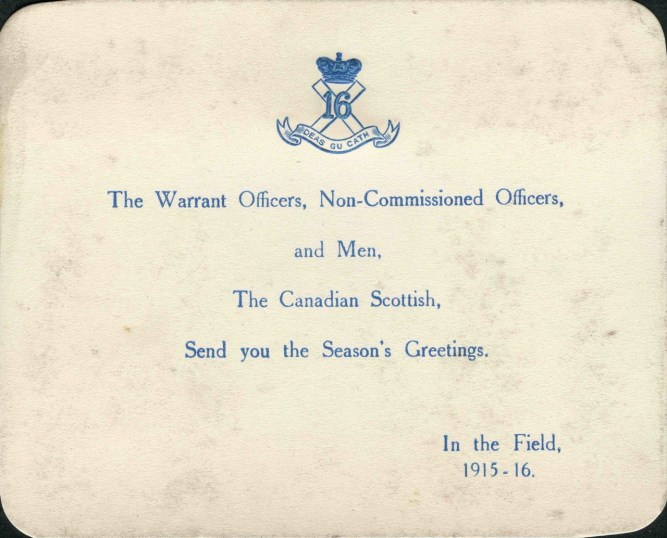 16
DEAS GU CATH
The Warrant Officers, Non-Commissioned Officers,
and Men,
The Canadian Scottish,
Send you the Season's Greetings.
In the Field,
1915-16.